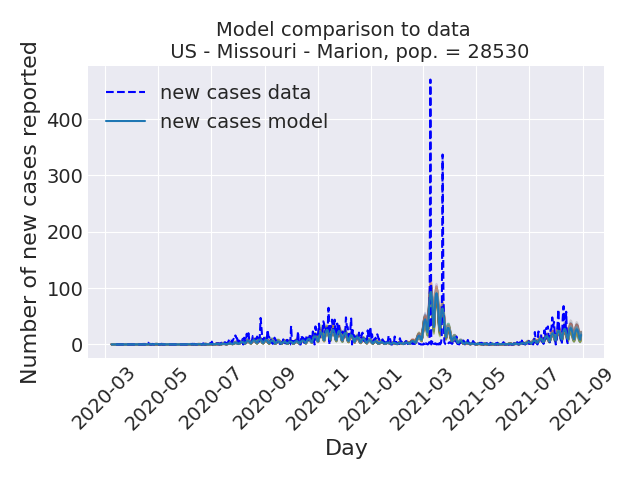 Model comparison to data
US - Missouri - Marion, pop. = 28530
Number of new cases reported
new cases data
new cases model
400
300
200
100
0
2020-03
2020-05
2020-07
2020-09
2020-11
2021-01
2021-03
2021-05
2021-07
2021-09
Day